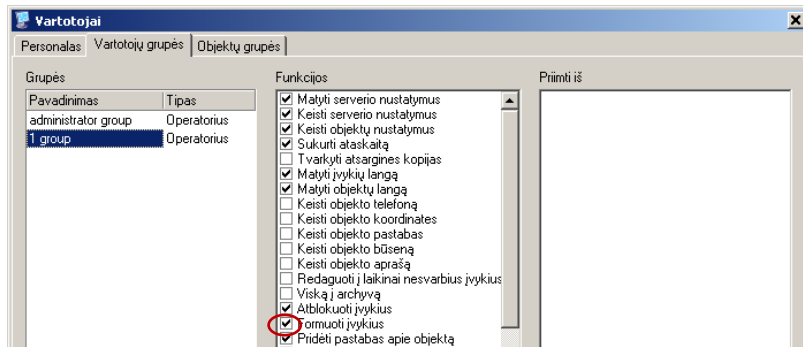 Vartotojai
Personalas Vartotojų grupės Objektų grupės
Grupės Funkcijos Priimti iš
Pavadinimas Tipas
administrator group Operatorius
1 group Operatorius
Matyti serverio nustatymus
Keisti serverio nustatymus
Keisti objektų nustatymus
Sukurti ataskaitą
Tvarkyti atsargines kopijas
Matyti įvykių langą
Matyti objektų langą
Keisti objekto telefoną
Keisti objekto koordinates
Keisti objekto pastabas
Keisti objekto būseną
Keisti objekto aprašą
Redaguoti į laikinai nesvarbius įvykius
Viską į archyvą
Atblokuoti įvykius
Formuoti įvykius
Pridėti pastabas apie objektą